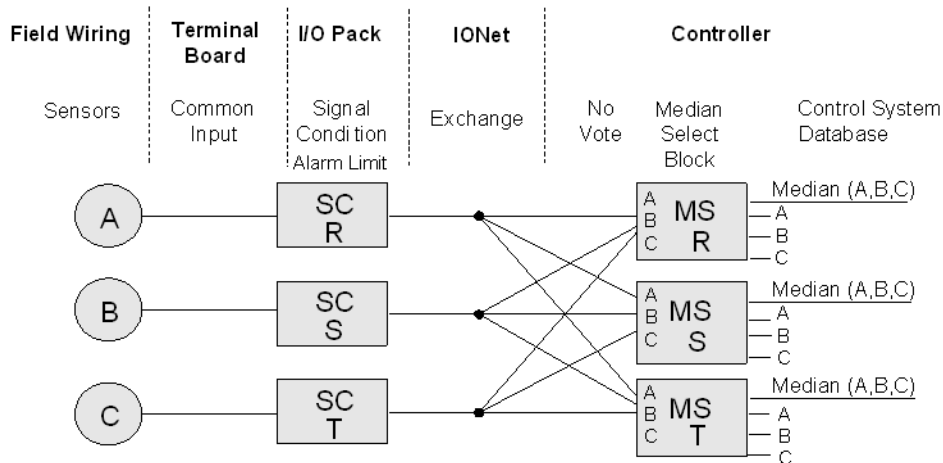 Field Wiring
Terminal
Board
I/O Pack
IONet
Controller
Sensors
Common
Input
Signal
Condition
Alarm Limit
Exchange
No
Vote
Median
Select
Block
Control System
Database
A
SC
R
A
B
C
MS
R
Median (A,B,C)
A
B
C
B
SC
S
A
B
C
MS
S
Median (A,B,C)
A
B
C
C
SC
T
A
B
C
MS
T
Median (A,B,C)
A
B
C